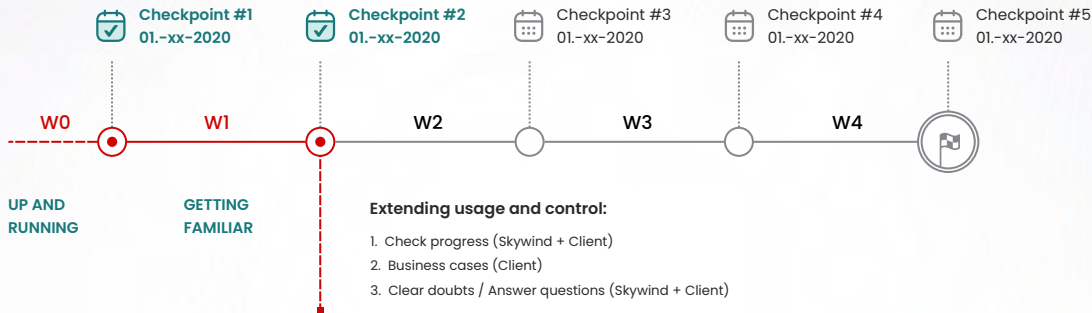 Checkpoint #1
01.-xx-2020
Checkpoint #2
01.-xx-2020
Checkpoint #3
01.-xx-2020
Checkpoint #4
01.-xx-2020
Checkpoint #5
01.-xx-2020
W0
W1
W2
W3
W4
UP AND
RUNNING
GETTING
FAMILIAR
Extending usage and control:
1. Check progress (Skywind + Client)
2. Business cases (Client)
3. Clear doubts / Answer questions (Skywind + Client)